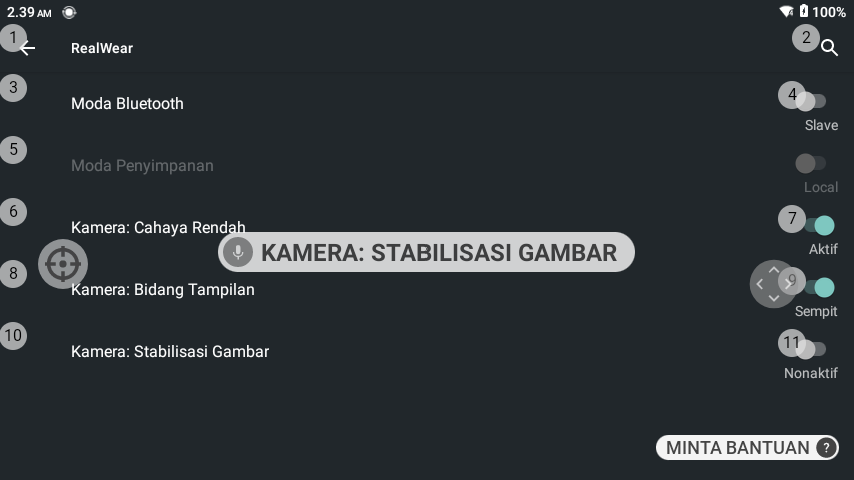 2.39 AM 100%
1 RealWear 2
3 Moda Bluetooth 4
Slave
5 Moda Penyimpanan
Local
6 Kamera: Cahaya Rendah 7
Aktif
KAMERA: STABILISASI GAMBAR
8 Kamera: Bidang Tampilan 9
Sempit
10 Kamera: Stabilisasi Gambar 11
Nonaktif
MINTA BANTUAN ?